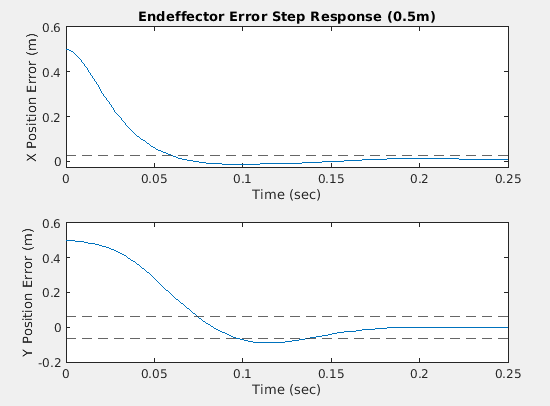 Endeffector Error Step Response (0.5m)
0.6
0.4
0.2
0
X Position Error (m)
0 0.05 0.1 0.15 0.2 0.25
Time (sec)
0.6
0.4
0.2
0
-0.2
Y Position Error (m)
0 0.05 0.1 0.15 0.2 0.25
Time (sec)